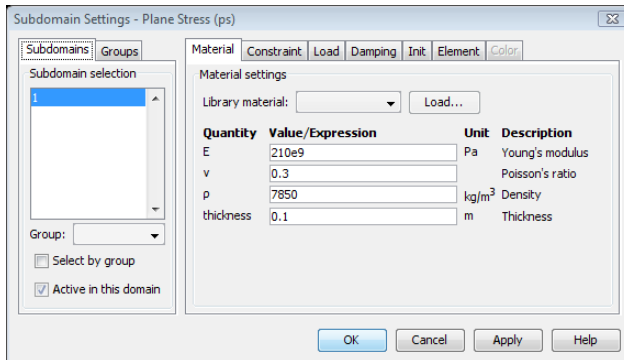 Subdomain Settings - Plane Stress (ps)
Subdomains Groups
Material Constraint Load Damping Init Element Color
Subdomain selection
1
Group:
Select by group
Active in this domain
Material settings
Library material: Load...
Quantity Value/Expression Unit Description
E 210e9 Pa Young's modulus
ν 0.3 Poisson's ratio
ρ 7850 kg/m³ Density
thickness 0.1 m Thickness
OK Cancel Apply Help